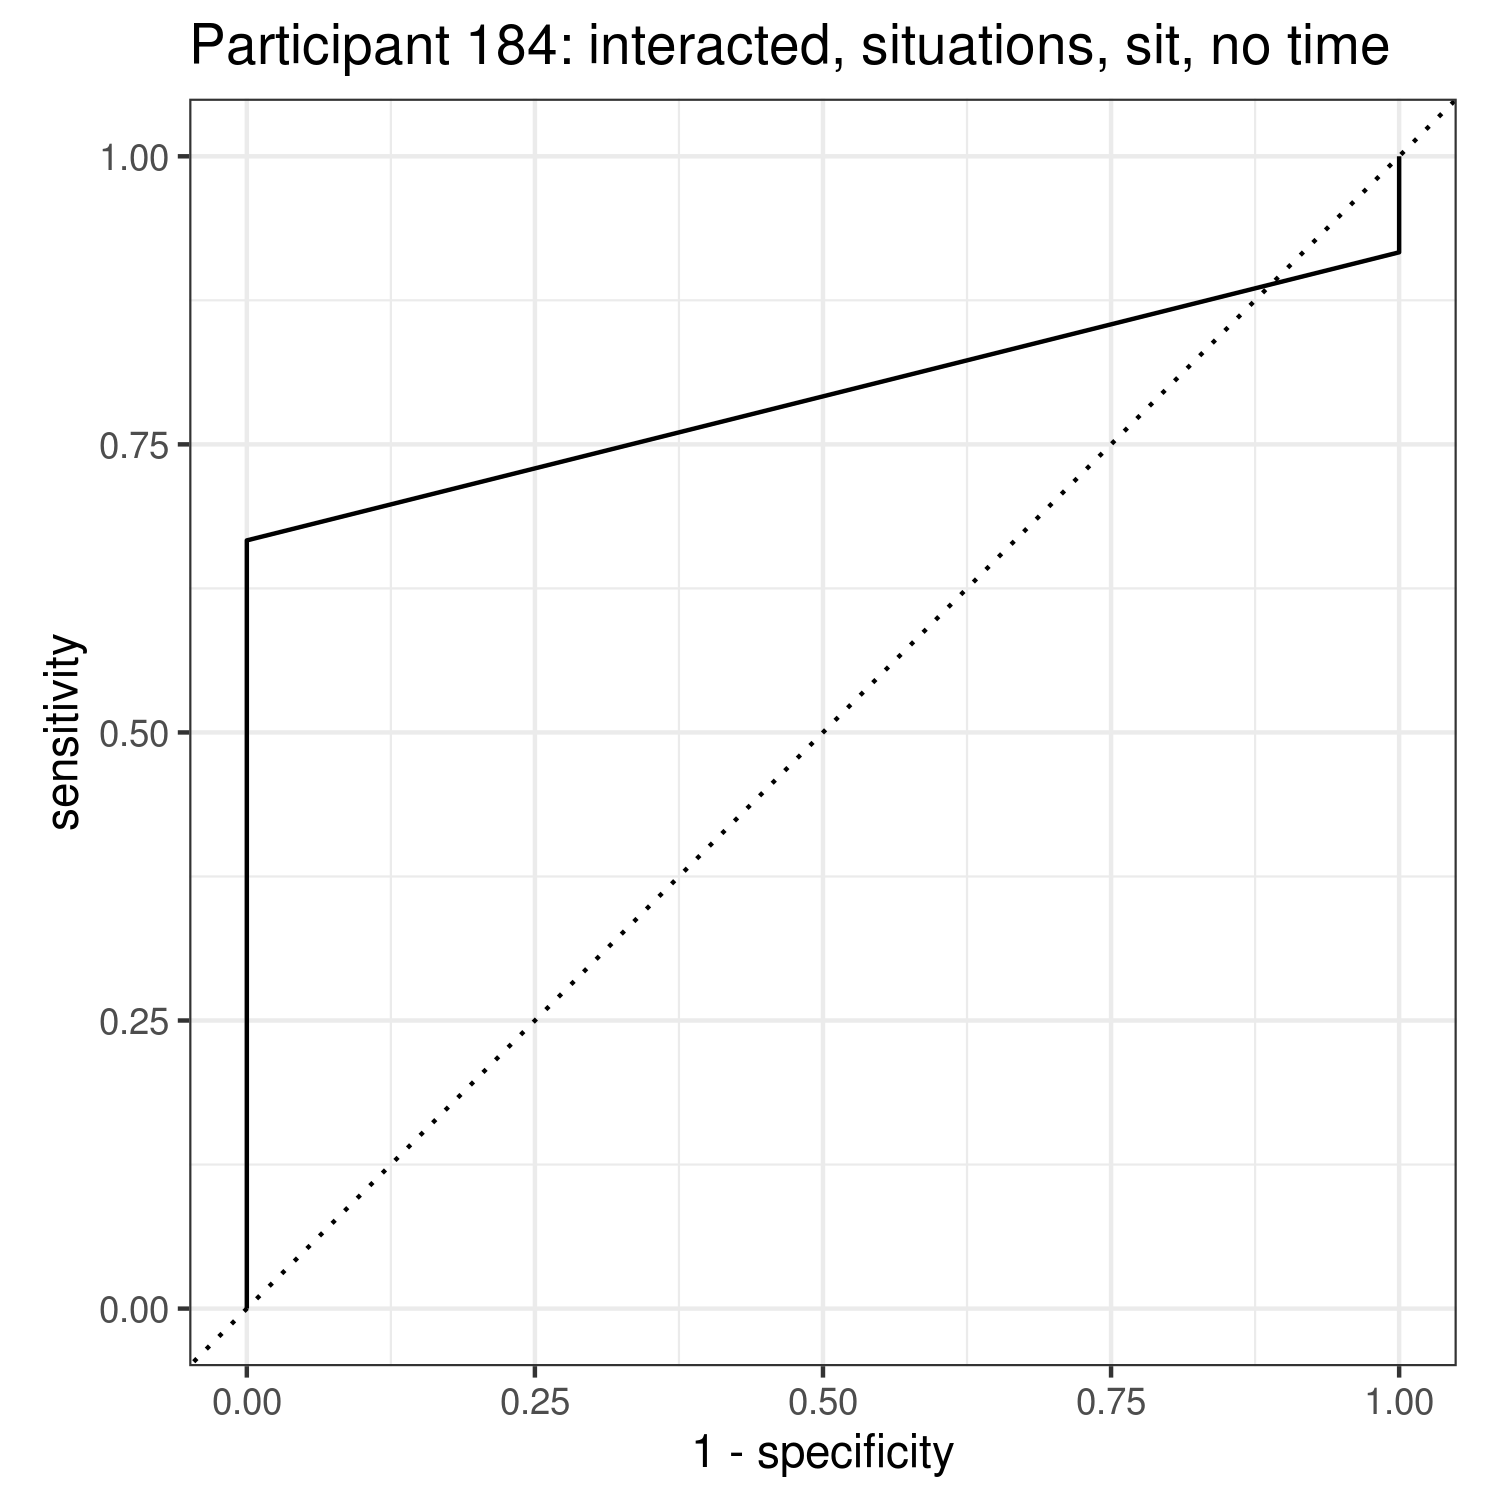 Participant 184: interacted, situations, sit, no time
1.00
0.75
0.50
0.25
0.00
sensitivity
0.00 0.25 0.50 0.75 1.00
1 - specificity